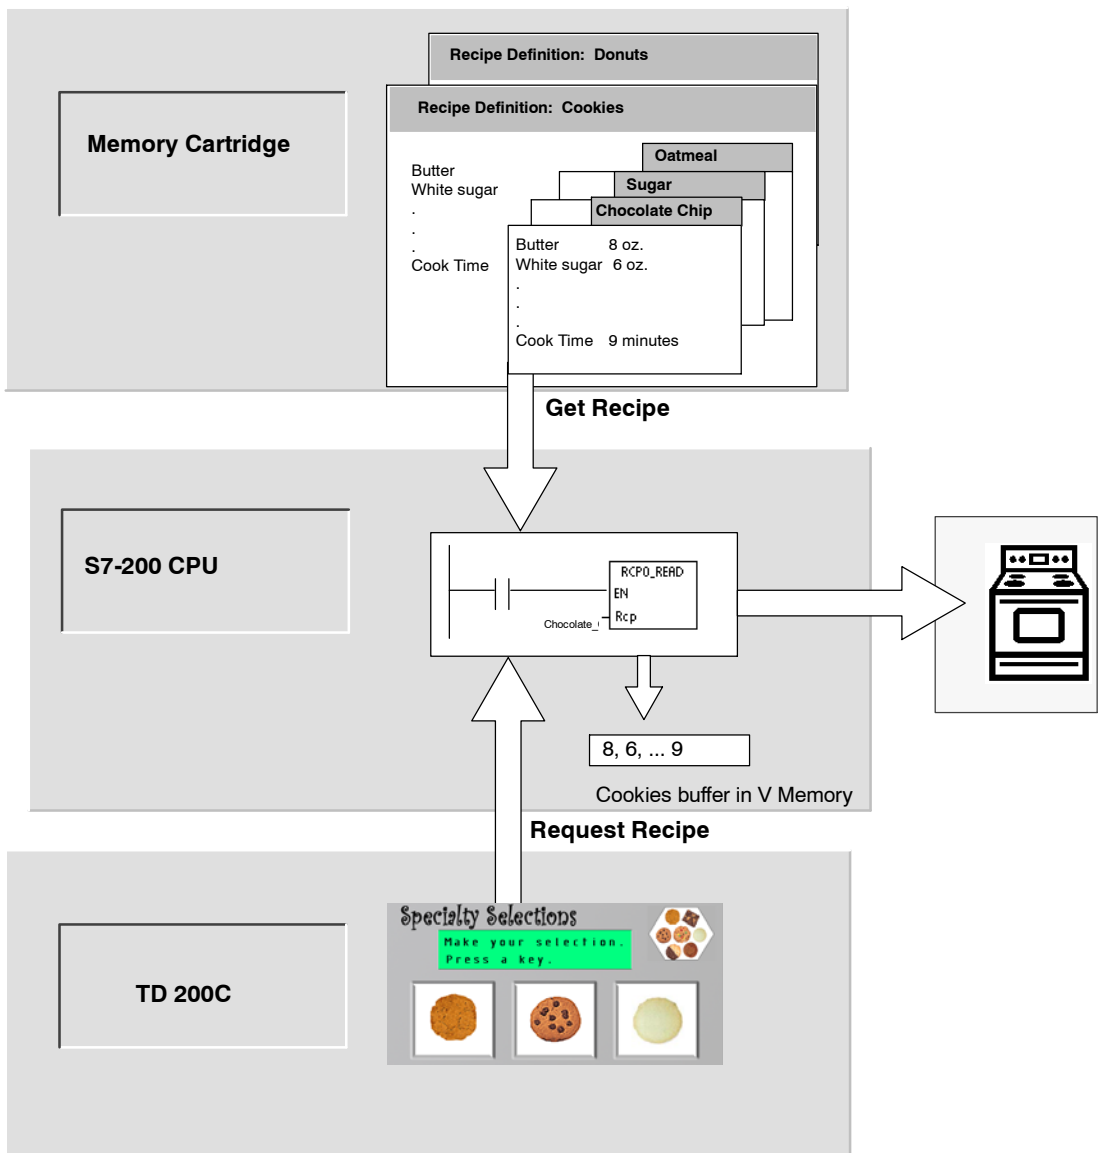 Recipe Definition: Donuts
Recipe Definition: Cookies
Memory Cartridge
Oatmeal
Sugar
Chocolate Chip
Butter
White sugar
.
.
.
Cook Time
Butter 8 oz.
White sugar 6 oz.
.
.
.
Cook Time 9 minutes
Get Recipe
S7-200 CPU
RCP0_READ
EN
Rcp
Chocolate_
8, 6, ... 9
Cookies buffer in V Memory
Request Recipe
Specialty Selections
Make your selection.
Press a key.
TD 200C